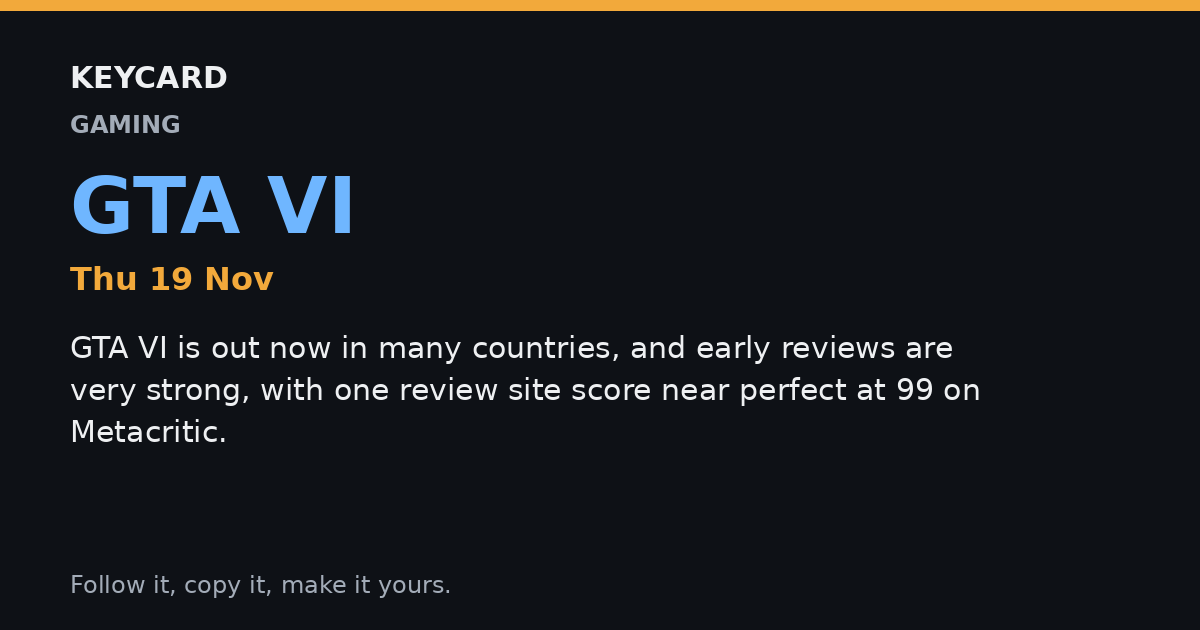 KEYCARD
GAMING
GTA VI
Thu 19 Nov
GTA VI is out now in many countries, and early reviews are
very strong, with one review site score near perfect at 99 on
Metacritic.
Follow it, copy it, make it yours.